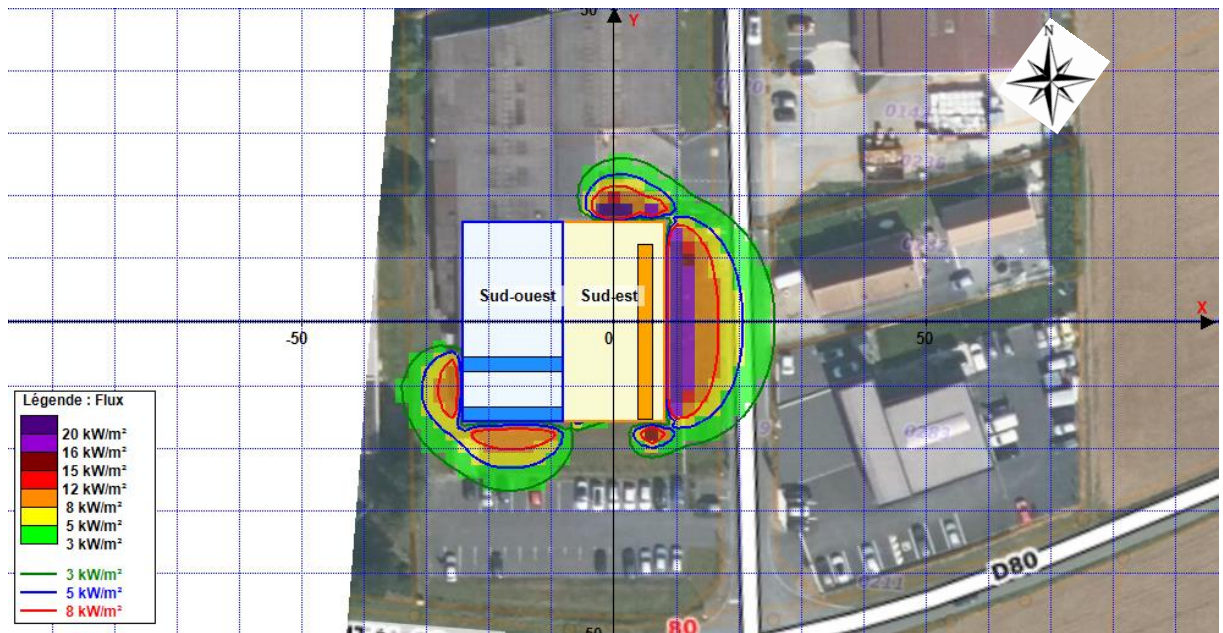 50
Y
N
0236
0232
Sud-ouest
Sud-est
X
-50
0
50
Légende : Flux
20 kW/m²
16 kW/m²
15 kW/m²
12 kW/m²
8 kW/m²
5 kW/m²
3 kW/m²
3 kW/m²
5 kW/m²
8 kW/m²
D80
-50
80